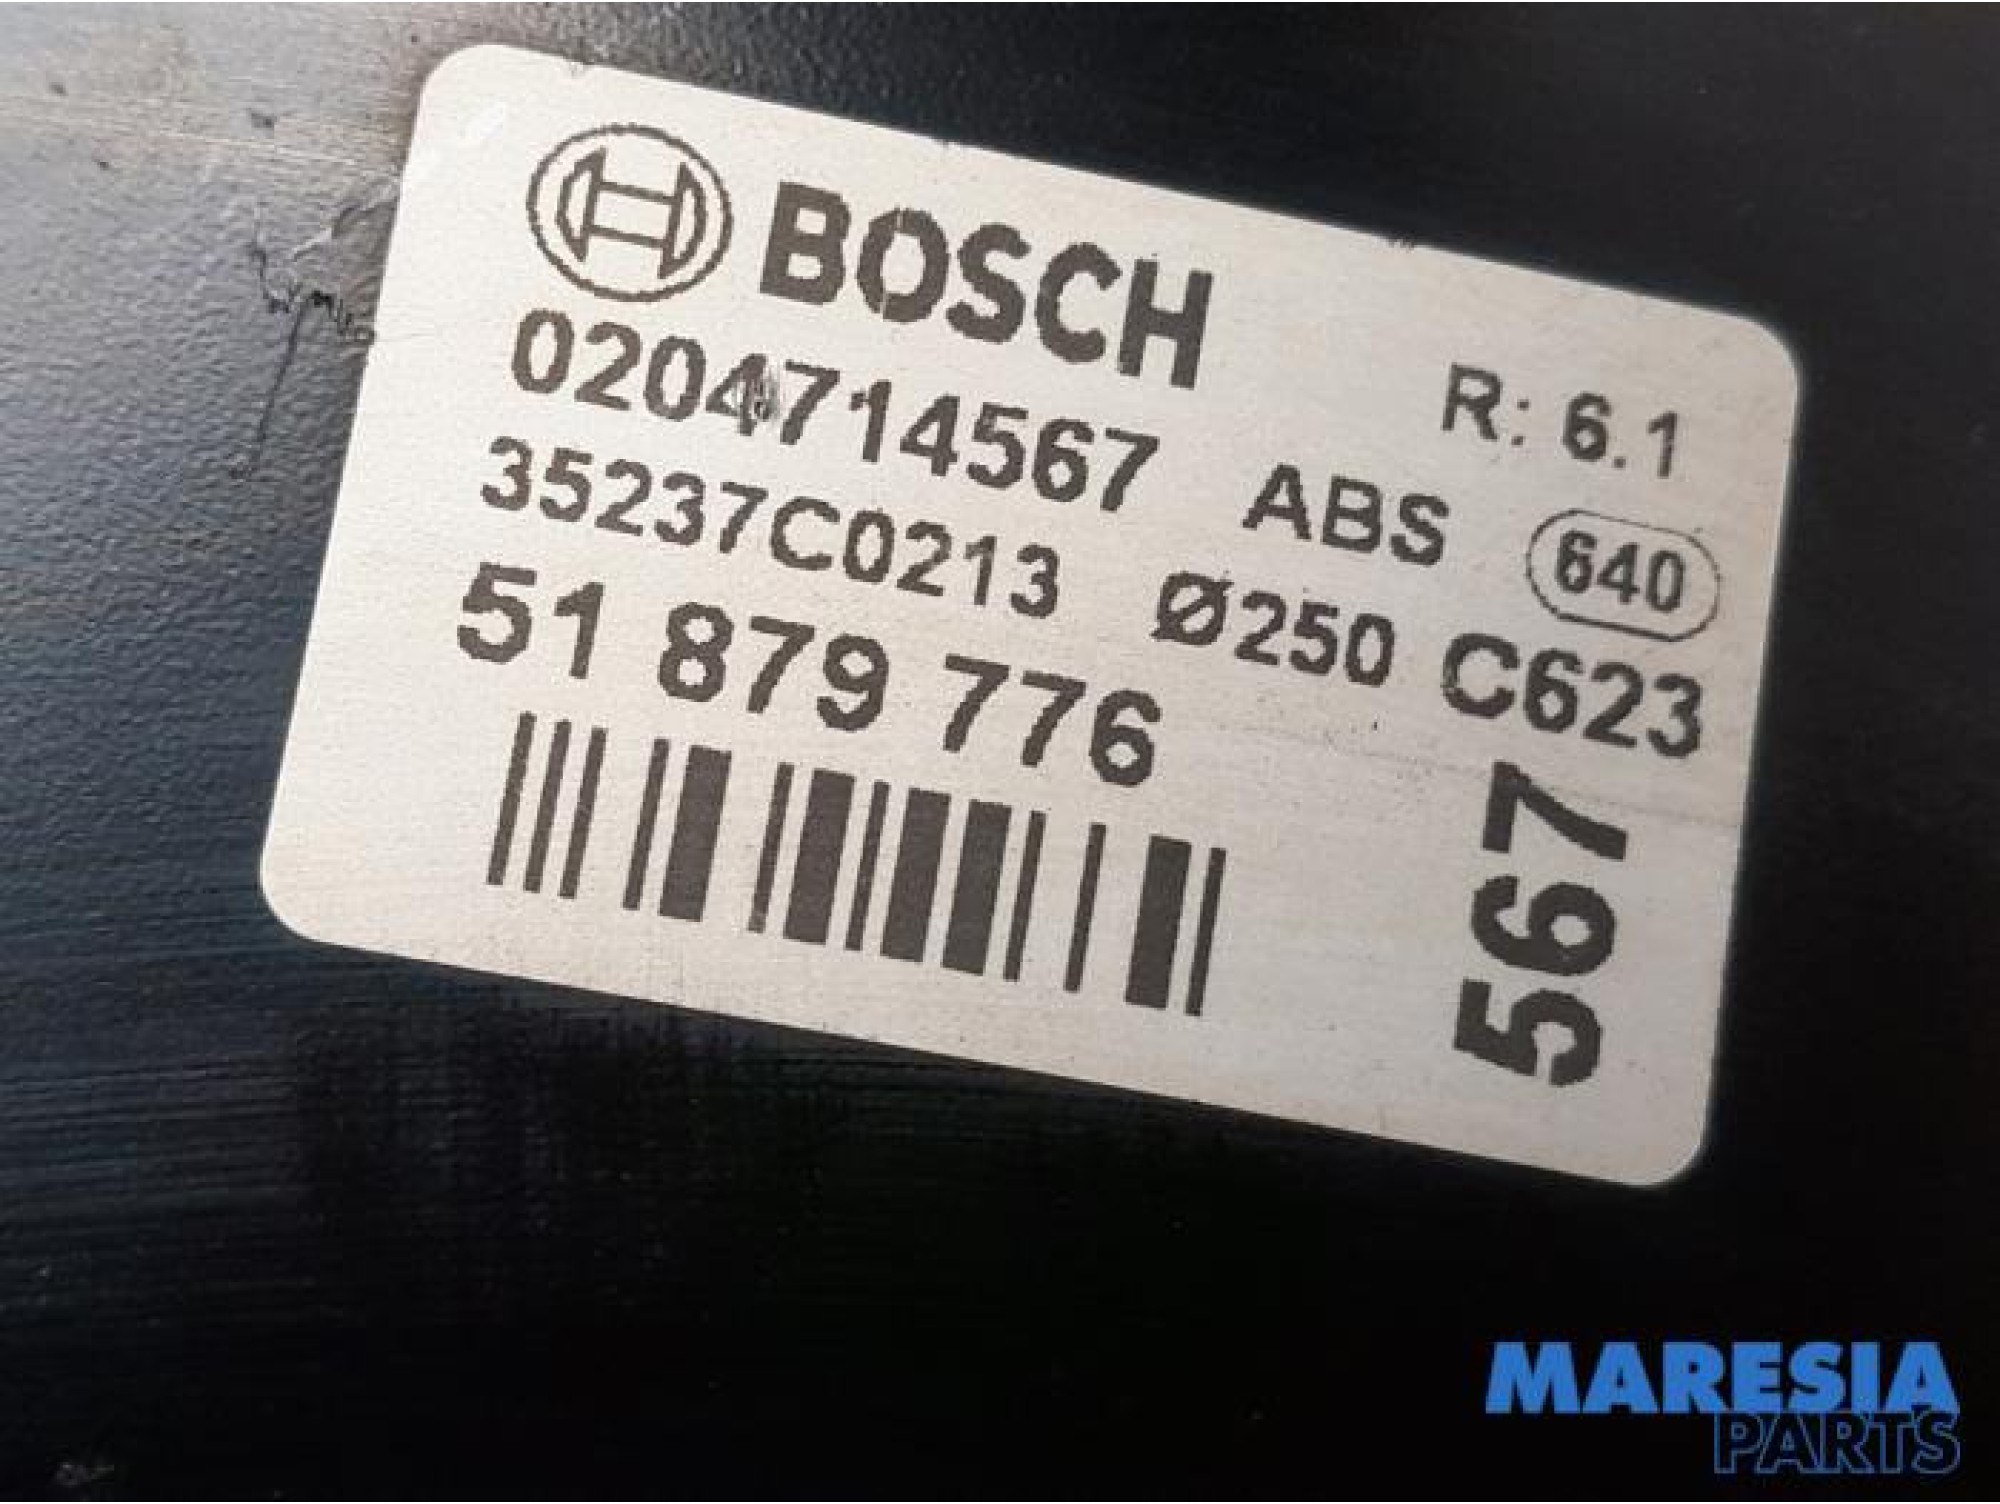 BOSCH
R: 6.1
0204714567 ABS 640
35237C0213 Ø250 C623
51 879 776
567
MARESIA
PARTS